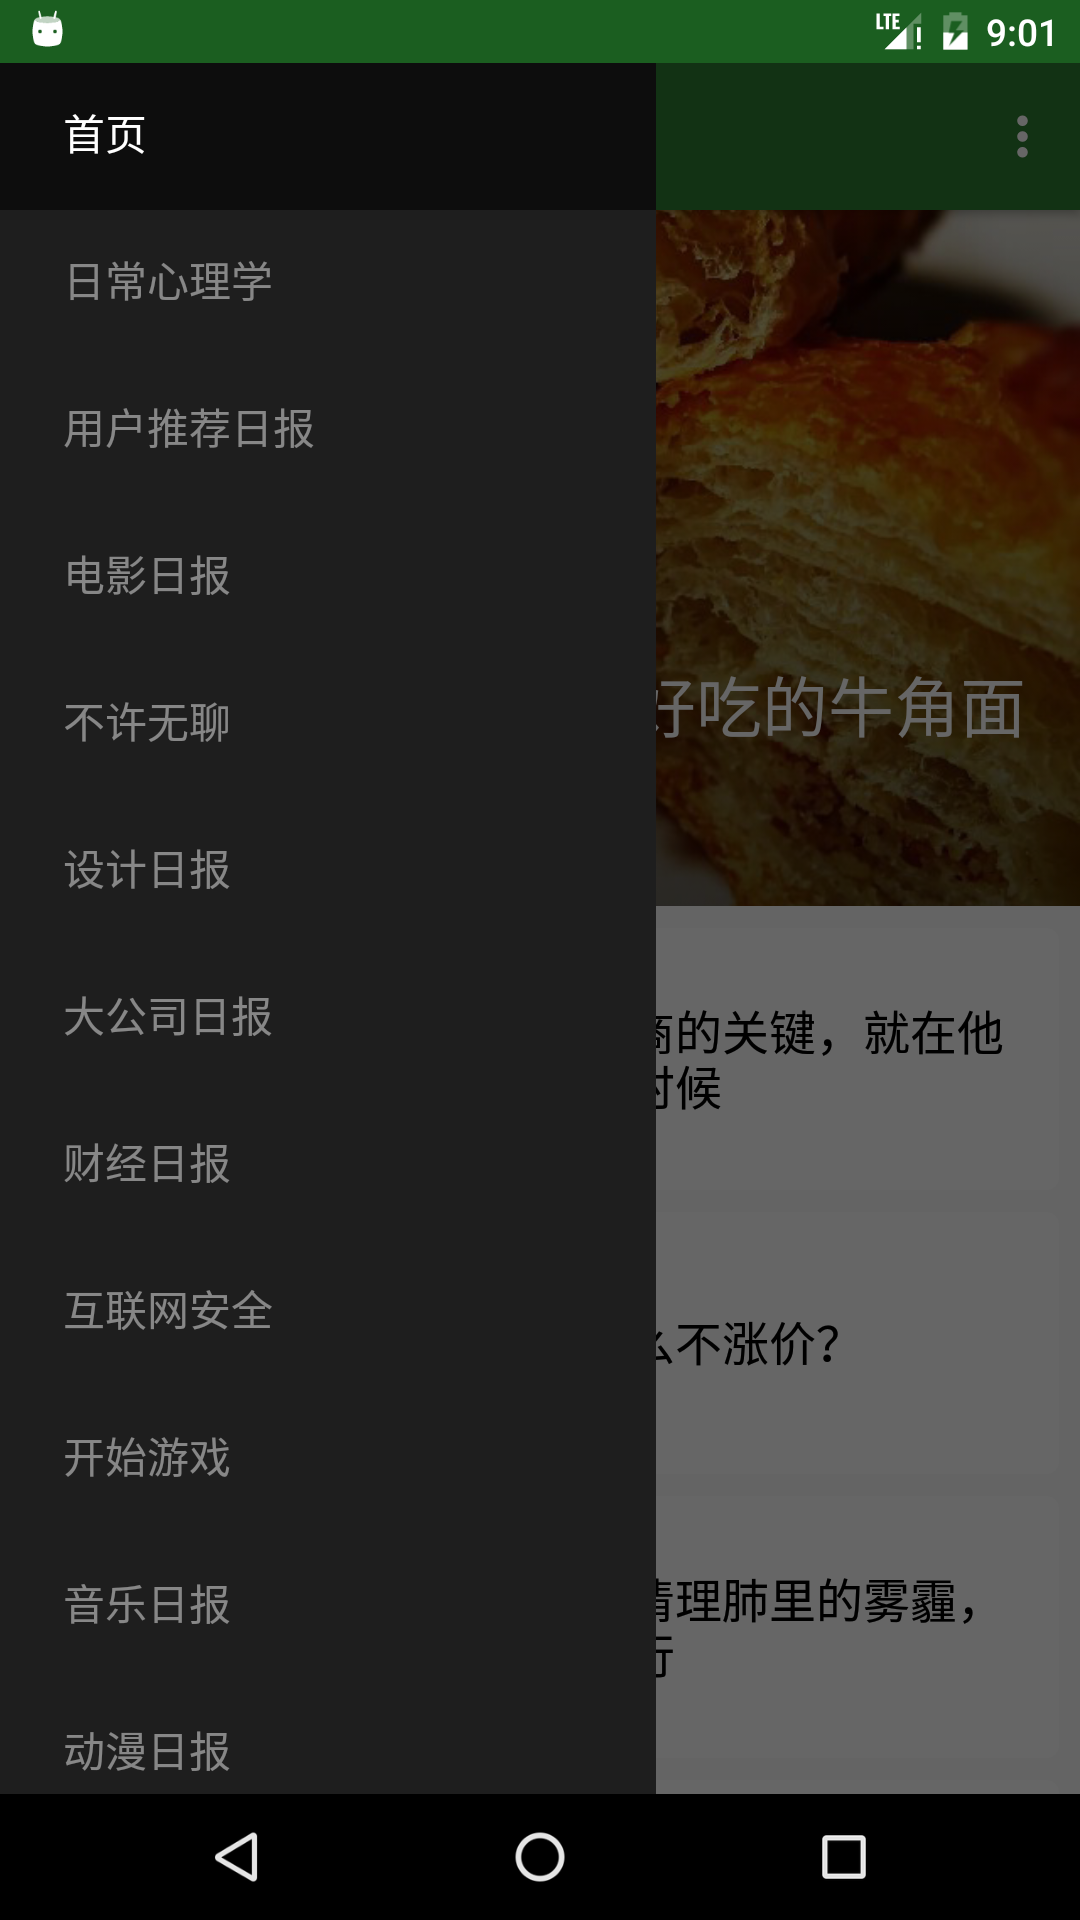 LTE 9:01
首页
日常心理学
用户推荐日报
电影日报
不许无聊
好吃的牛角面
设计日报
大公司日报
的关键，就在他
候
财经日报
互联网安全
不涨价？
开始游戏
音乐日报
理肺里的雾霾，
动漫日报